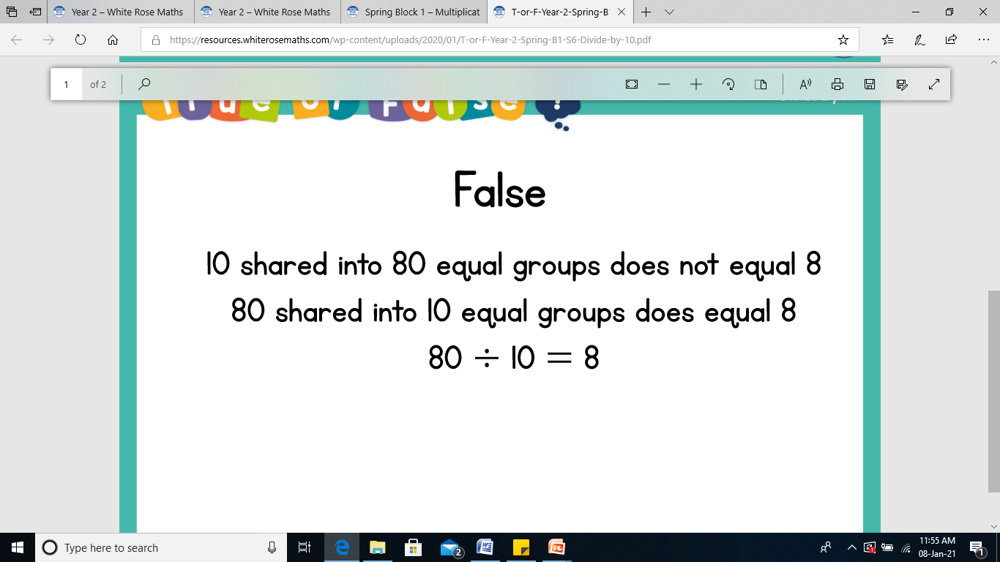 Year 2 – White Rose Maths
Year 2 – White Rose Maths
Spring Block 1 – Multiplicat
T-or-F-Year-2-Spring-B
https://resources.whiterosemaths.com/wp-content/uploads/2020/01/T-or-F-Year-2-Spring-B1-S6-Divide-by-10.pdf
1 of 2
True or False?
False
10 shared into 80 equal groups does not equal 8
80 shared into 10 equal groups does equal 8
80 ÷ 10 = 8
Type here to search
2
11:55 AM
08-Jan-21
1